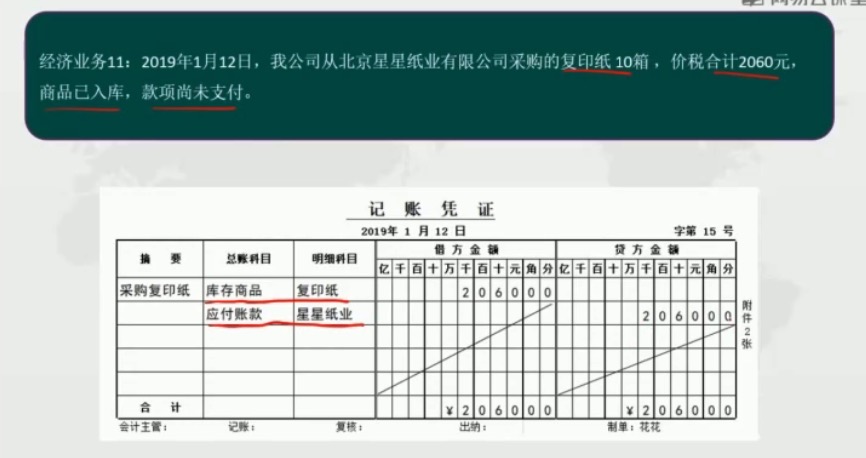 经济业务11：2019年1月12日，我公司从北京星星纸业有限公司采购的复印纸10箱，价税合计2060元，
商品已入库，款项尚未支付。
记 账 凭 证
2019年 1 月 12 日 字第 15 号
摘 要 总账科目 明细科目 借 方 金 额 贷 方 金 额
亿 千 百 十 万 千 百 十 元 角 分 亿 千 百 十 万 千 百 十 元 角 分
采购复印纸 库存商品 复印纸 2 0 6 0 0 0
应付账款 星星纸业 2 0 6 0 0 0
附件2张
合 计 ¥ 2 0 6 0 0 0 ¥ 2 0 6 0 0 0
会计主管： 记账： 复核： 出纳： 制单：花花